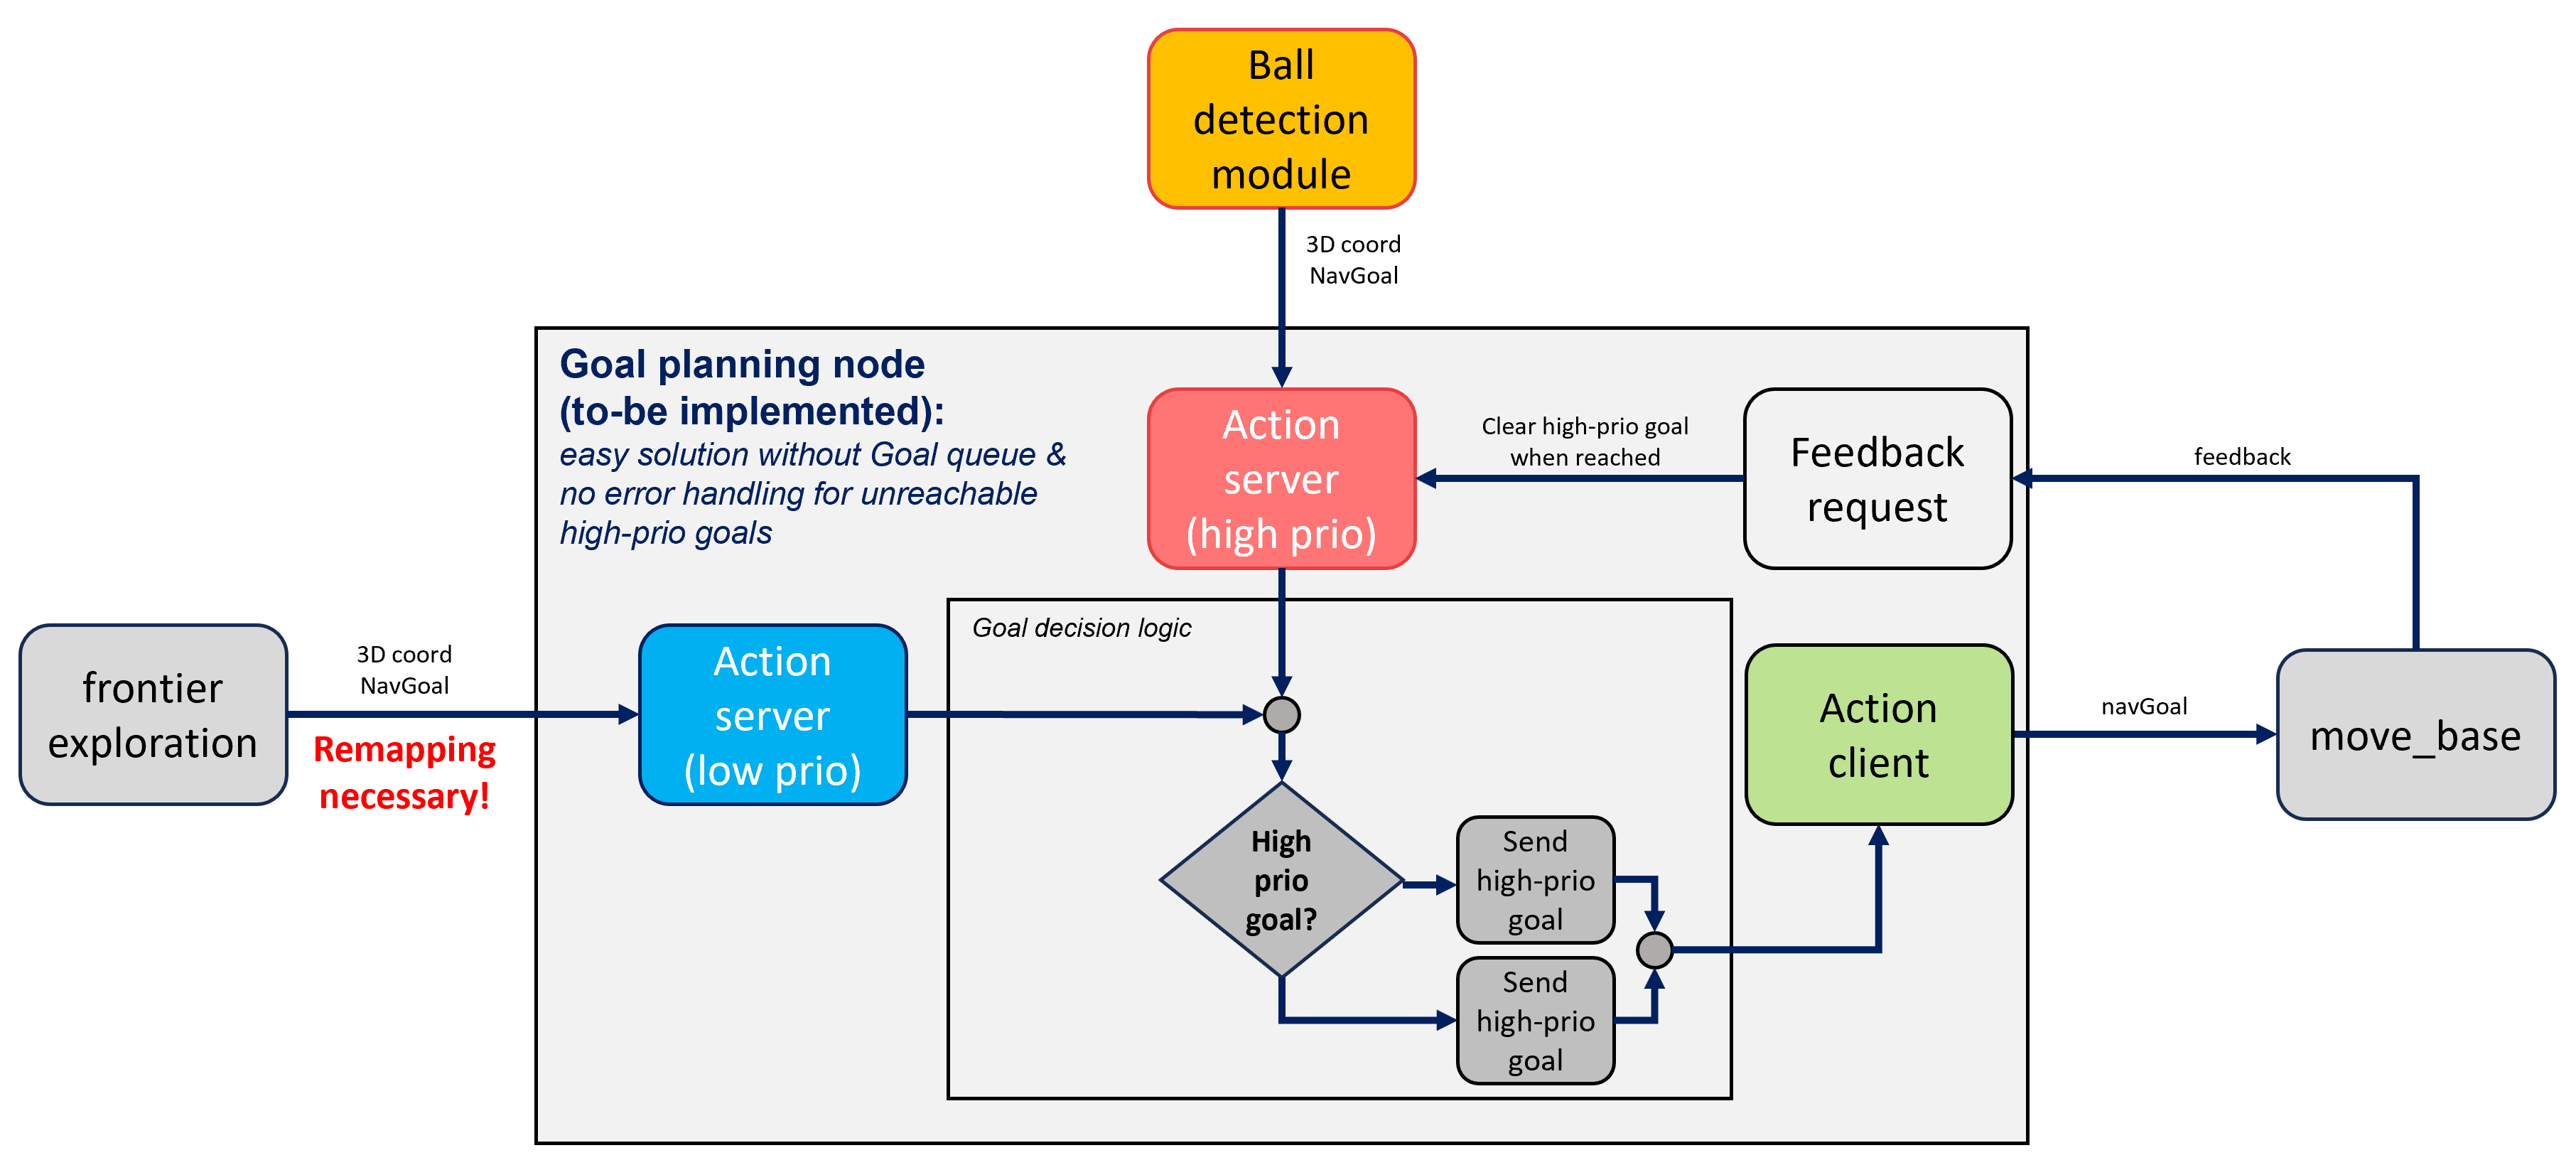 Ball
detection
module
3D coord
NavGoal
Goal planning node
(to-be implemented):
easy solution without Goal queue &
no error handling for unreachable
high-prio goals
Action
server
(high prio)
Clear high-prio goal
when reached
Feedback
request
feedback
frontier
exploration
3D coord
NavGoal
Remapping
necessary!
Action
server
(low prio)
Goal decision logic
High
prio
goal?
Send
high-prio
goal
Send
high-prio
goal
Action
client
navGoal
move_base